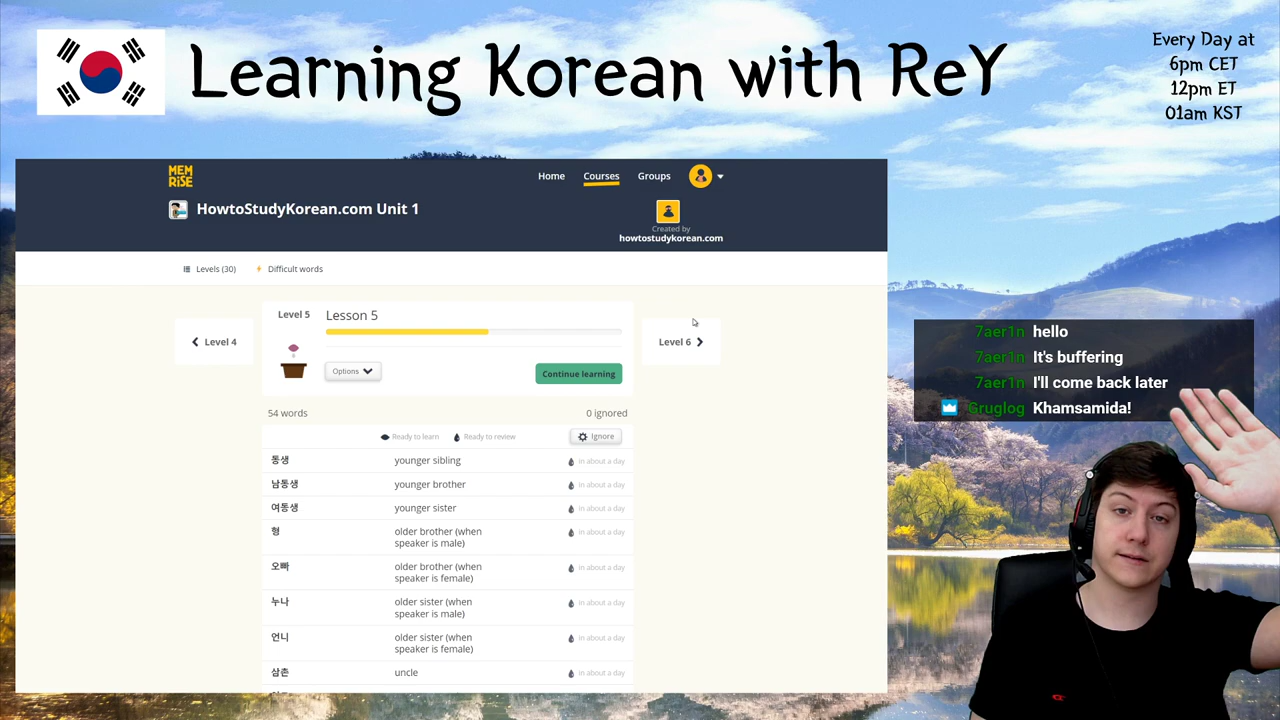 Learning Korean with ReY
Every Day at
6pm CET
12pm ET
01am KST
MEM
RiSE
Home
Courses
Groups
HowtoStudyKorean.com Unit 1
Created by
howtostudykorean.com
Levels (30)
Difficult words
Level 4
Level 5
Lesson 5
Options
Continue learning
Level 6
54 words
0 ignored
Ready to learn
Ready to review
Ignore
동생 younger sibling in about a day
남동생 younger brother in about a day
여동생 younger sister in about a day
형 older brother (when
speaker is male) in about a day
오빠 older brother (when
speaker is female) in about a day
누나 older sister (when
speaker is male) in about a day
언니 older sister (when
speaker is female) in about a day
삼촌 uncle in about a day
7aer1n hello
7aer1n It's buffering
7aer1n I'll come back later
Gruglog Khamsamida!